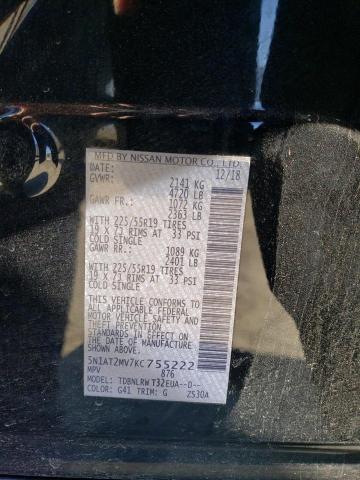 MFD BY NISSAN MOTOR CO., LTD.
DATE: 12/18
GVWR: 2141 KG
4720 LB
GAWR FR.: 1072 KG
2363 LB
WITH 225/55R19 TIRES
19 X 7J RIMS AT 33 PSI
COLD SINGLE
GAWR RR.: 1089 KG
2401 LB
WITH 225/55R19 TIRES
19 X 7J RIMS AT 33 PSI
COLD SINGLE
THIS VEHICLE CONFORMS TO ALL
APPLICABLE FEDERAL MOTOR
VEHICLE SAFETY AND
THEFT PREVENTION
STANDARDS IN EFFECT ON THE
DATE OF MANUFACTURE SHOWN ABOVE.
5N1AT2MV7KC755222
MPV 876
MODEL: TDBNLRW T32EUA--D--
COLOR: G41 TRIM: G Z530A